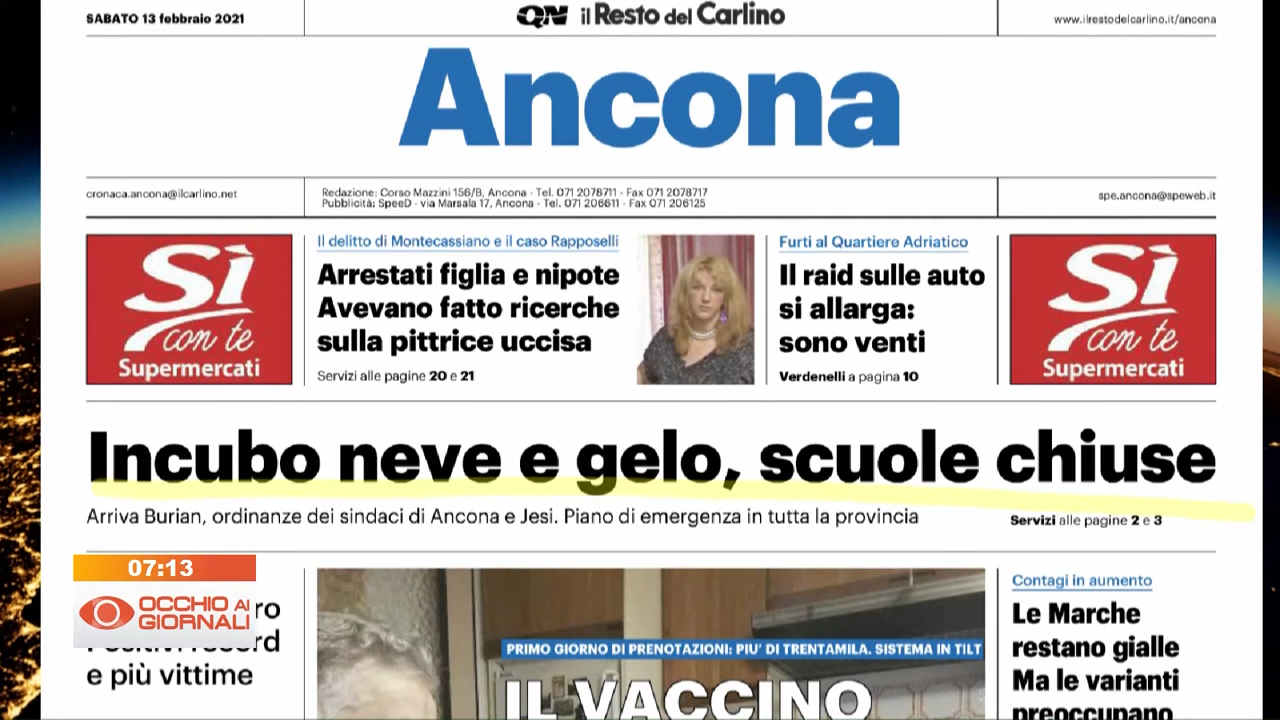 SABATO 13 febbraio 2021
QN il Resto del Carlino
www.ilrestodelcarlino.it/ancona
Ancona
cronaca.ancona@ilcarlino.net
Redazione: Corso Mazzini 156/B, Ancona - Tel. 071 2078711 - Fax 071 2078717
Pubblicità: SpeeD - via Marsala 17, Ancona - Tel. 071 206611 - Fax 071 206125
spe.ancona@speweb.it
Sì
con te
Supermercati
Il delitto di Montecassiano e il caso Rapposelli
Arrestati figlia e nipote
Avevano fatto ricerche
sulla pittrice uccisa
Servizi alle pagine 20 e 21
Furti al Quartiere Adriatico
Il raid sulle auto
si allarga:
sono venti
Verdenelli a pagina 10
Sì
con te
Supermercati
Incubo neve e gelo, scuole chiuse
Arriva Burian, ordinanze dei sindaci di Ancona e Jesi. Piano di emergenza in tutta la provincia
Servizi alle pagine 2 e 3
07:13
OCCHIO AI
GIORNALI
e più vittime
PRIMO GIORNO DI PRENOTAZIONI: PIU' DI TRENTAMILA. SISTEMA IN TILT
IL VACCINO
Contagi in aumento
Le Marche
restano gialle
Ma le varianti
preoccupano